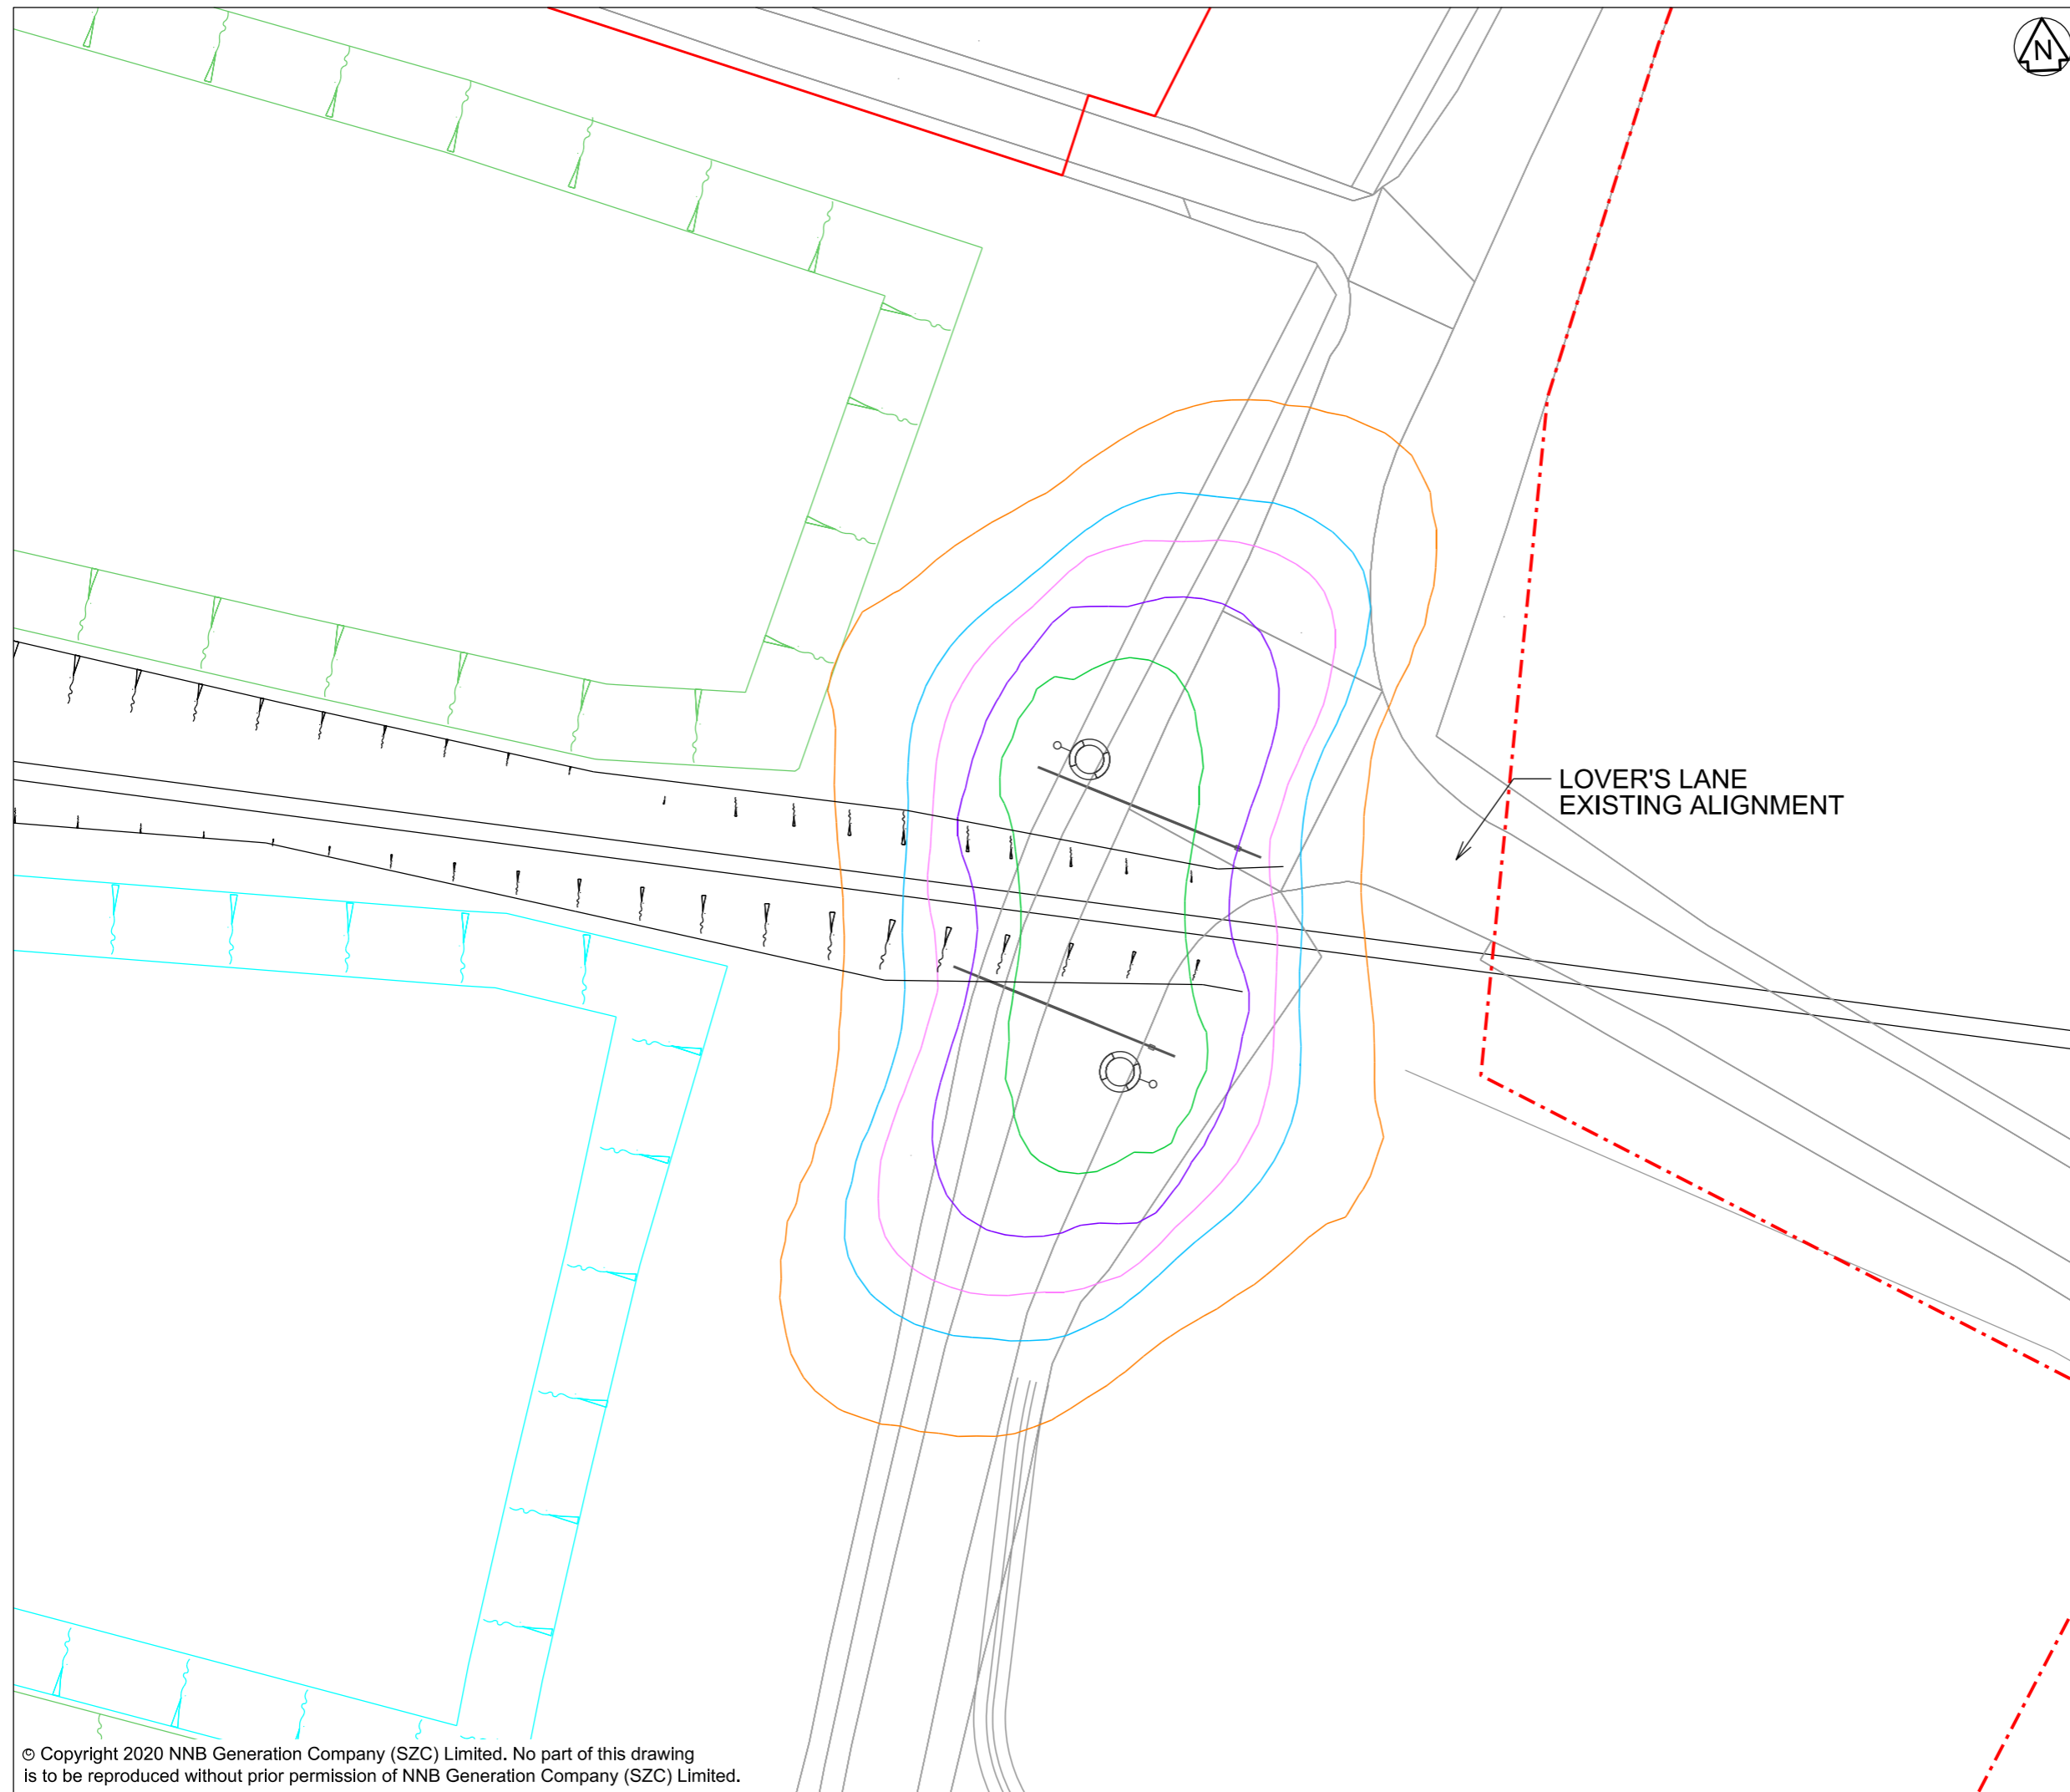 N
LOVER'S LANE
EXISTING ALIGNMENT
© Copyright 2020 NNB Generation Company (SZC) Limited. No part of this drawing
is to be reproduced without prior permission of NNB Generation Company (SZC) Limited.